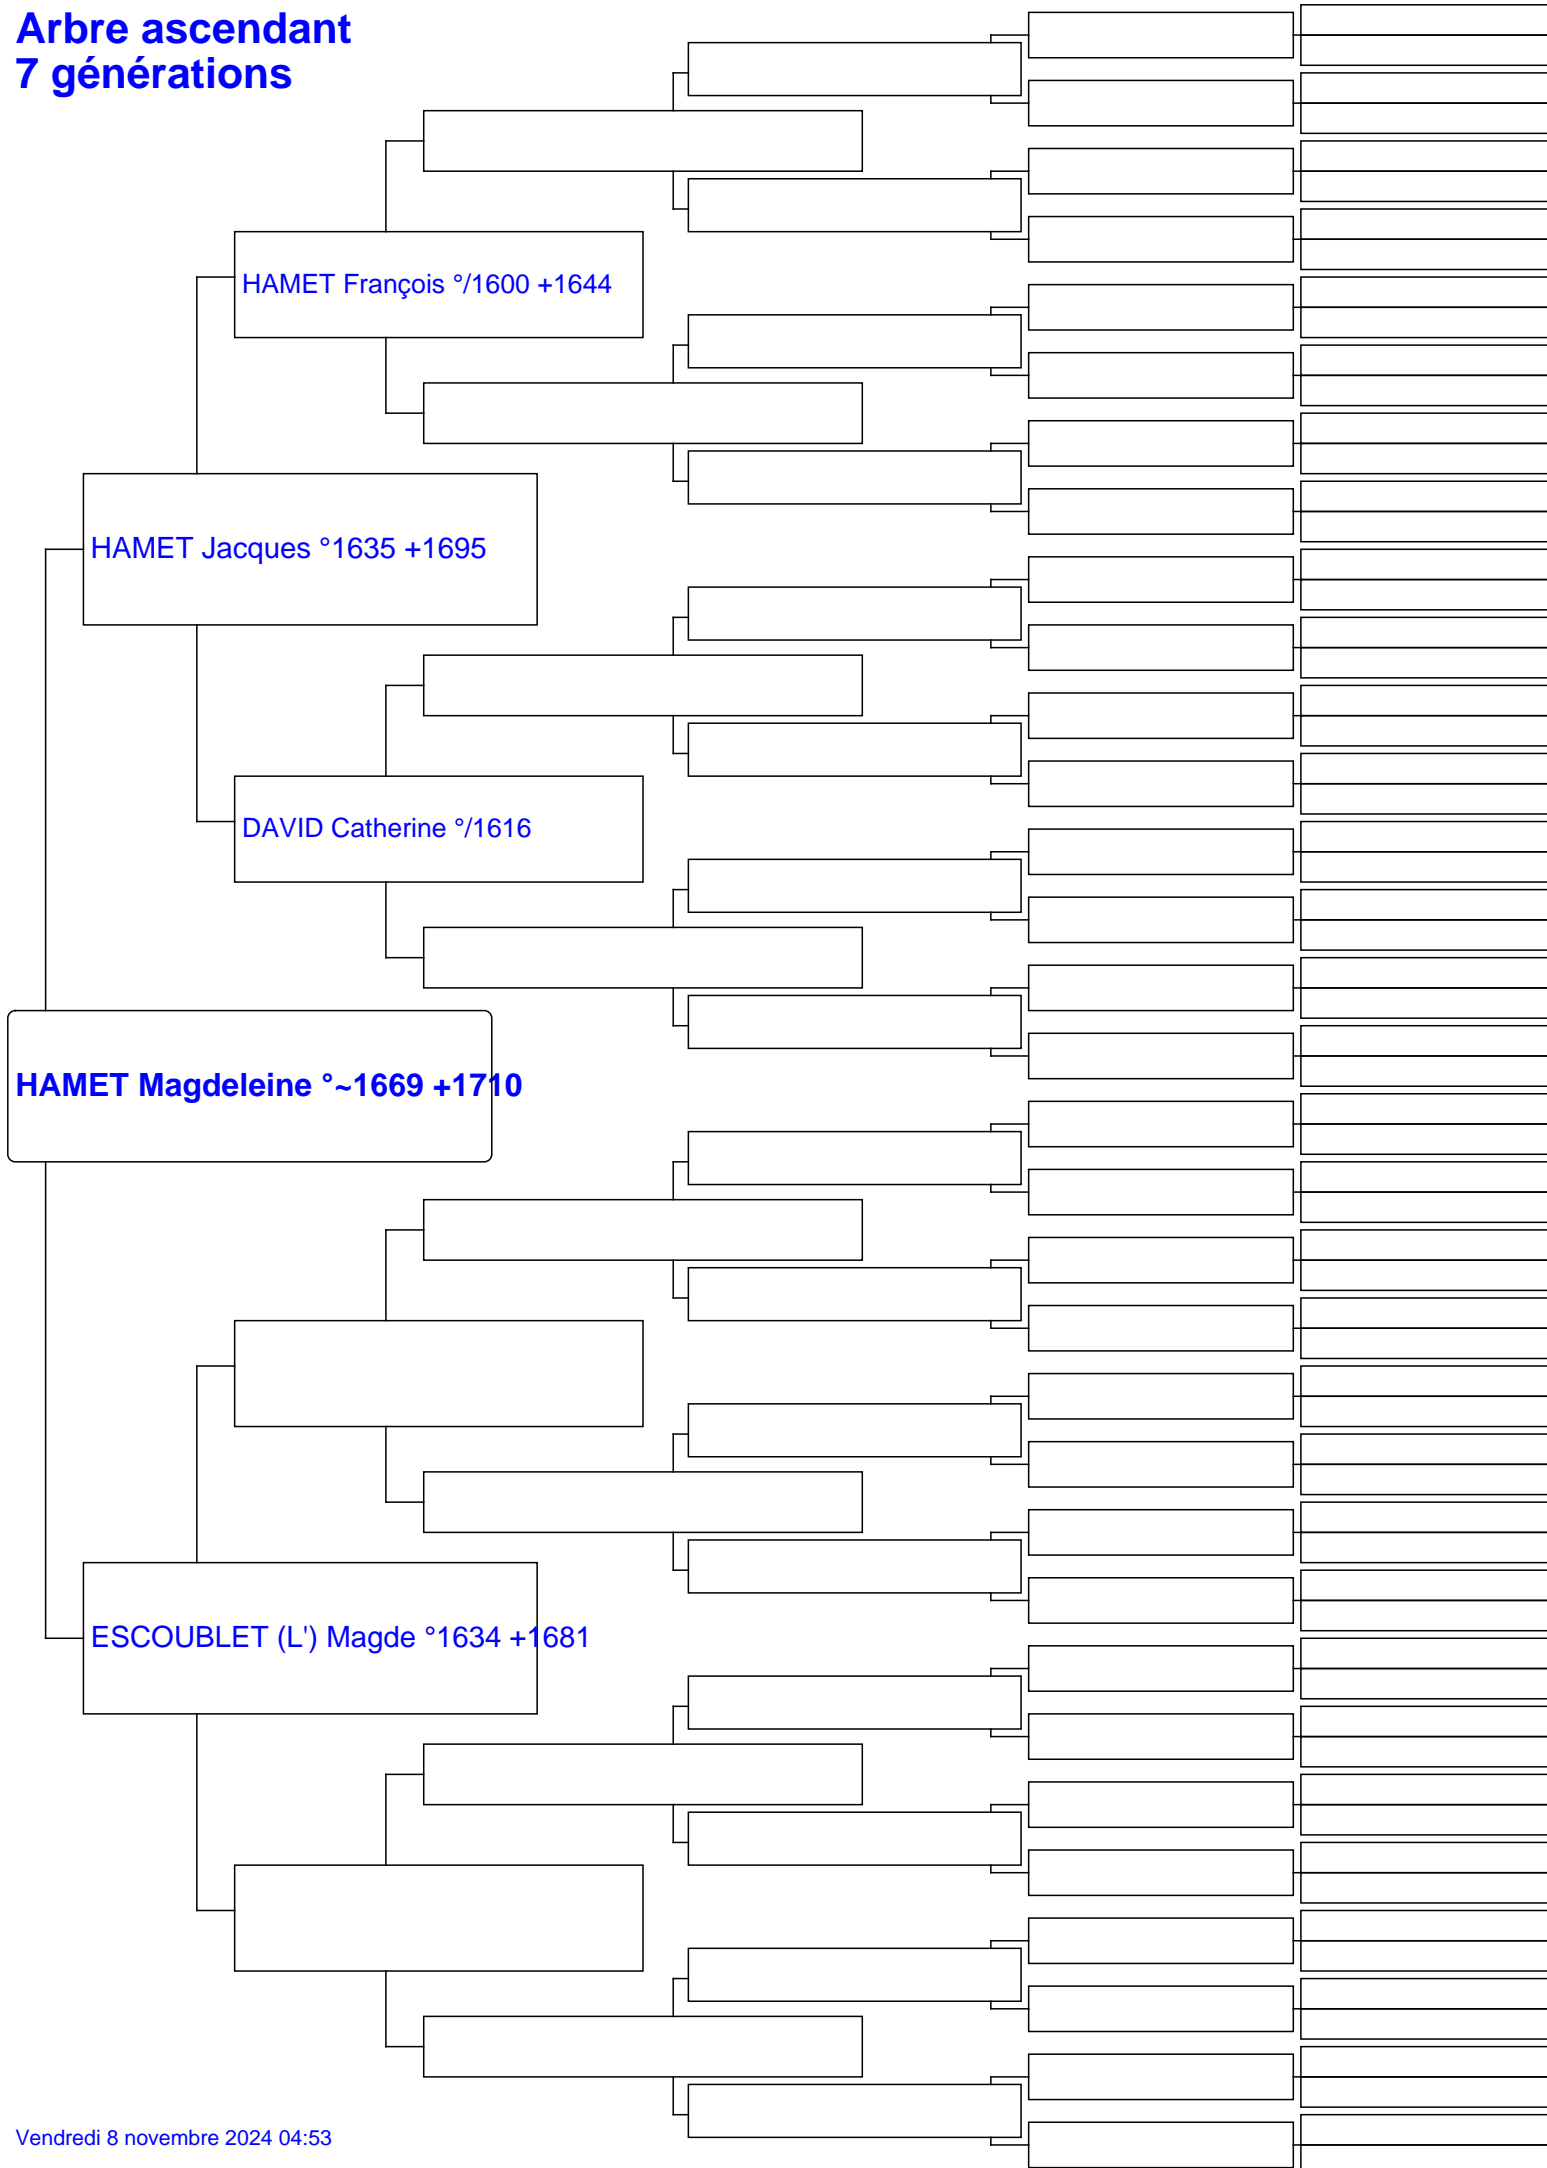 Arbre ascendant
7 générations
HAMET François °/1600 +1644
HAMET Jacques °1635 +1695
DAVID Catherine °/1616
HAMET Magdeleine °~1669 +1710
ESCOUBLET (L') Magde °1634 +1681
Vendredi 8 novembre 2024 04:53